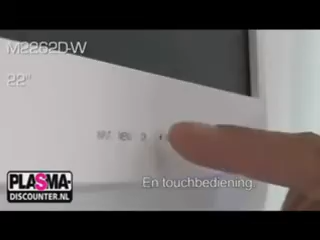 M2262D-W
22"
En touchbediening.
PLASMA-
DISCOUNTER.NL